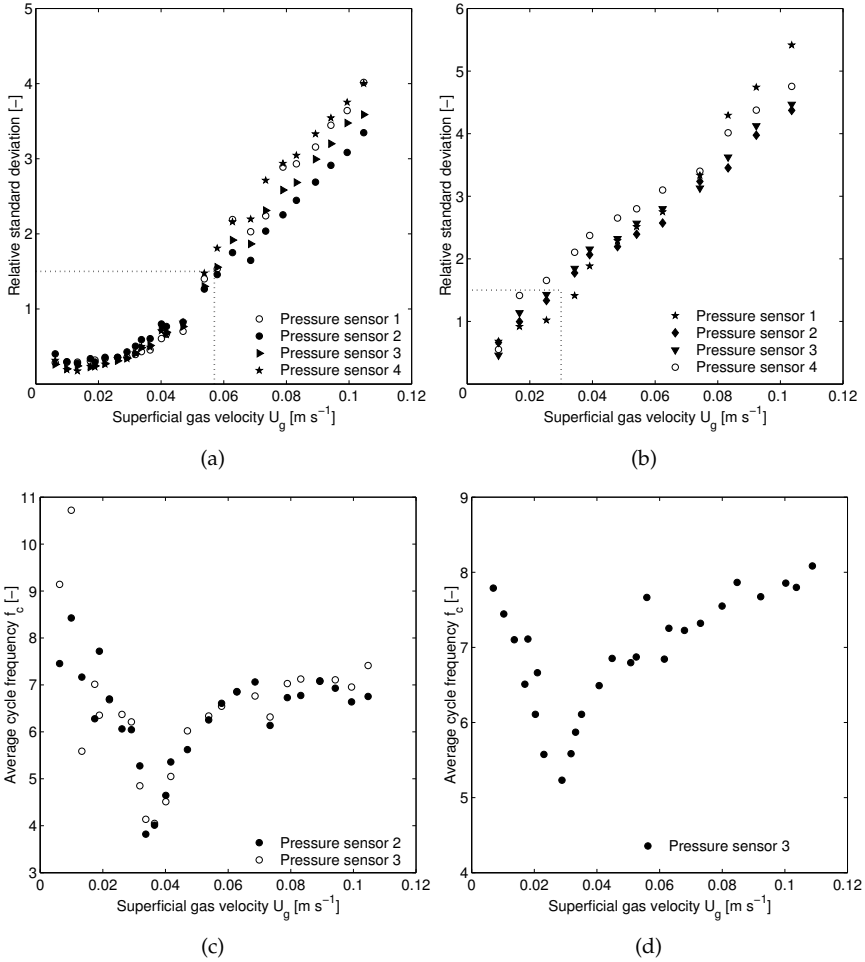 5
4
3
2
1
0
Relative standard deviation [−]
Pressure sensor 1
Pressure sensor 2
Pressure sensor 3
Pressure sensor 4
0 0.02 0.04 0.06 0.08 0.1 0.12
Superficial gas velocity U_g [m s⁻¹]
(a)
6
5
4
3
2
1
0
Relative standard deviation [−]
Pressure sensor 1
Pressure sensor 2
Pressure sensor 3
Pressure sensor 4
0 0.02 0.04 0.06 0.08 0.1 0.12
Superficial gas velocity U_g [m s⁻¹]
(b)
11
10
9
8
7
6
5
4
3
Average cycle frequency f_c [−]
Pressure sensor 2
Pressure sensor 3
0 0.02 0.04 0.06 0.08 0.1 0.12
Superficial gas velocity U_g [m s⁻¹]
(c)
9
8
7
6
5
4
Average cycle frequency f_c [−]
Pressure sensor 3
0 0.02 0.04 0.06 0.08 0.1 0.12
Superficial gas velocity U_g [m s⁻¹]
(d)